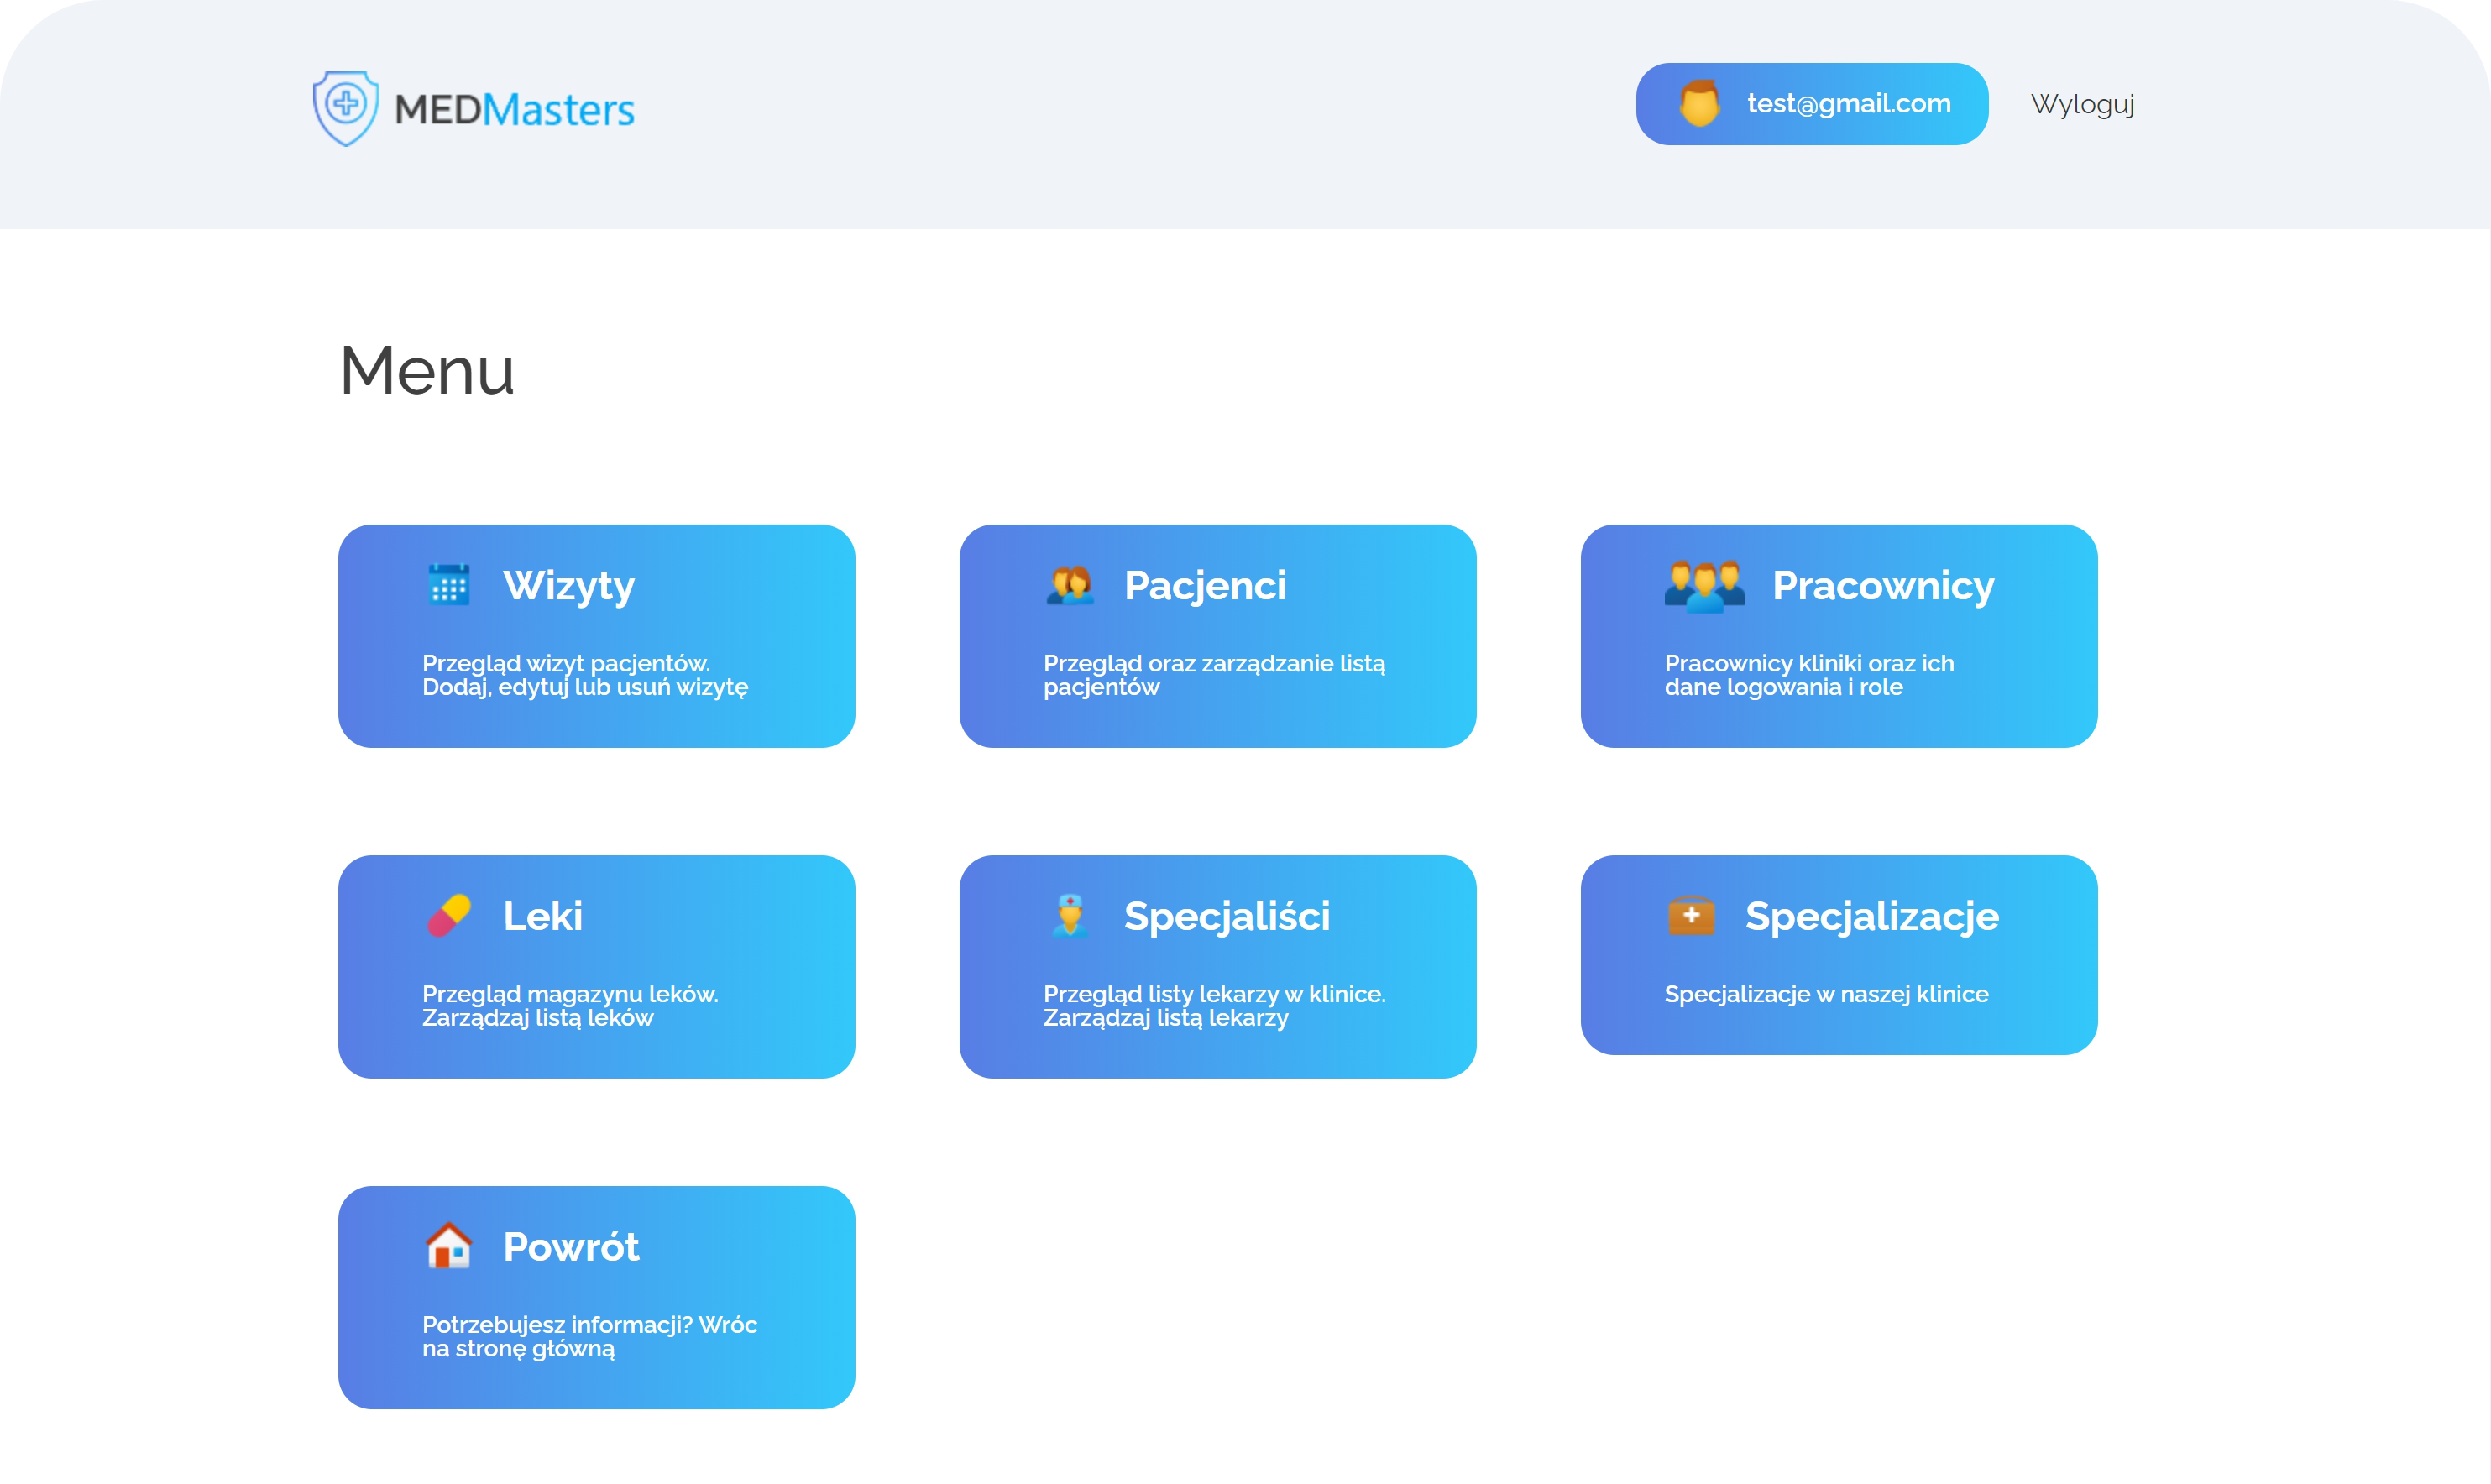 MEDMasters
test@gmail.com
Wyloguj
Menu
Wizyty
Przegląd wizyt pacjentów.
Dodaj, edytuj lub usuń wizytę
Pacjenci
Przegląd oraz zarządzanie listą
pacjentów
Pracownicy
Pracownicy kliniki oraz ich
dane logowania i role
Leki
Przegląd magazynu leków.
Zarządzaj listą leków
Specjaliści
Przegląd listy lekarzy w klinice.
Zarządzaj listą lekarzy
Specjalizacje
Specjalizacje w naszej klinice
Powrót
Potrzebujesz informacji? Wróc
na stronę główną